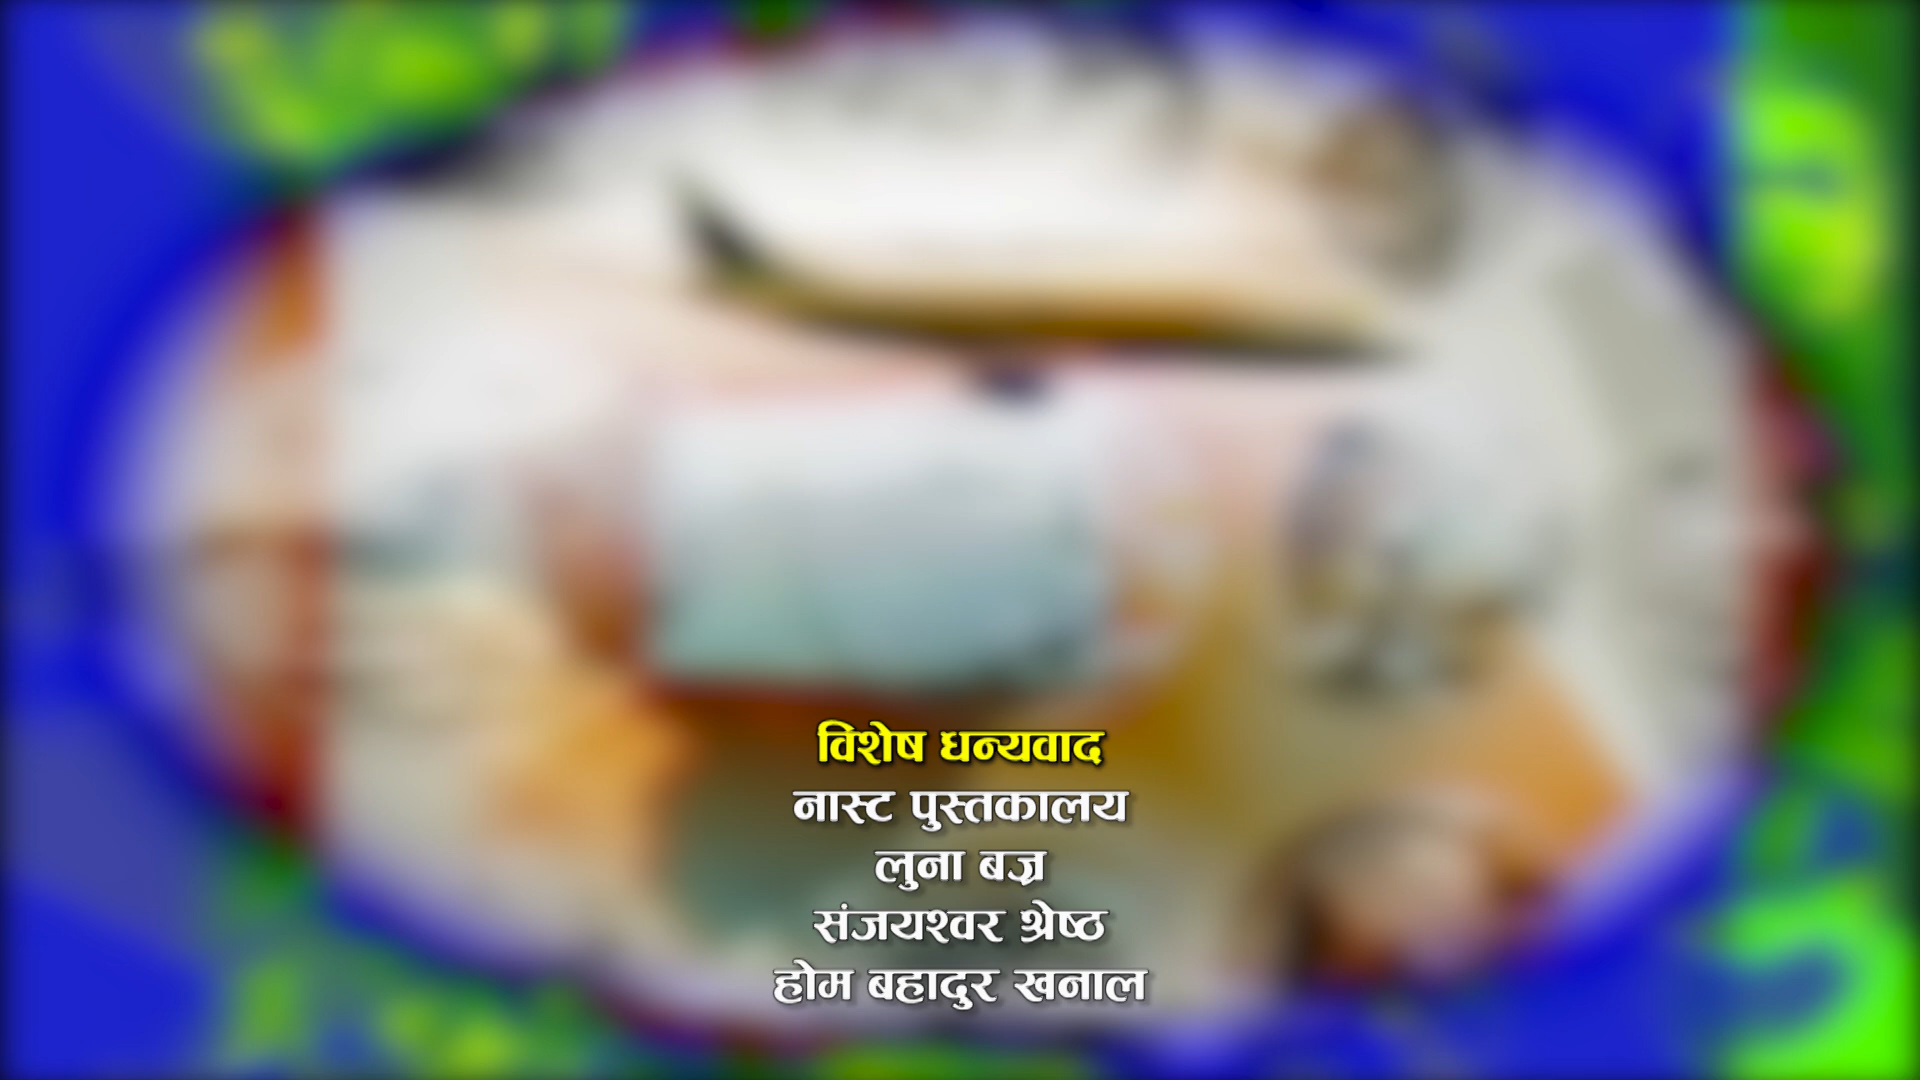 विशेष धन्यवाद
नास्ट पुस्तकालय
लुना बज्र
संजयश्वर श्रेष्ठ
होम बहादुर खनाल